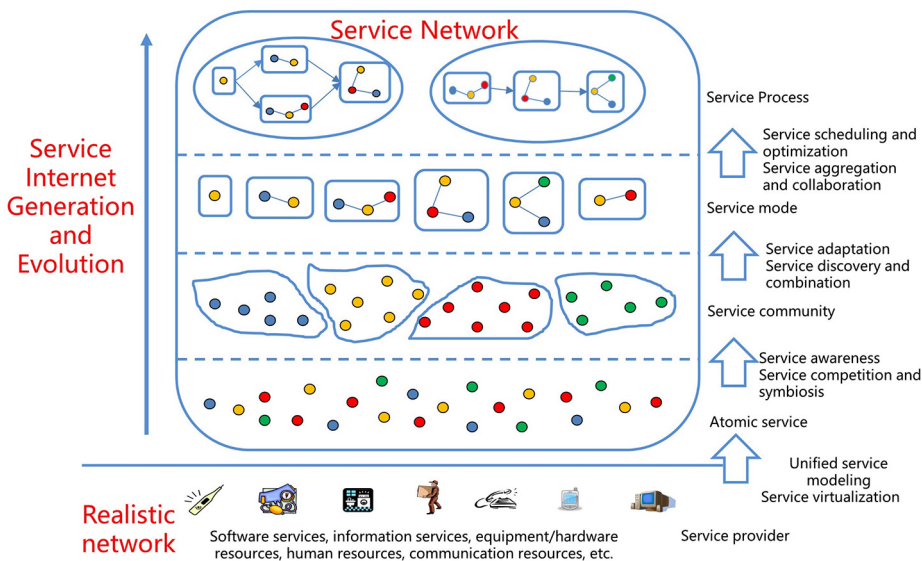 Service Network
Service
Internet
Generation
and
Evolution
Service Process
Service scheduling and
optimization
Service aggregation
and collaboration
Service mode
Service adaptation
Service discovery and
combination
Service community
Service awareness
Service competition and
symbiosis
Atomic service
Unified service
modeling
Service virtualization
Realistic
network
Software services, information services, equipment/hardware
resources, human resources, communication resources, etc.
Service provider